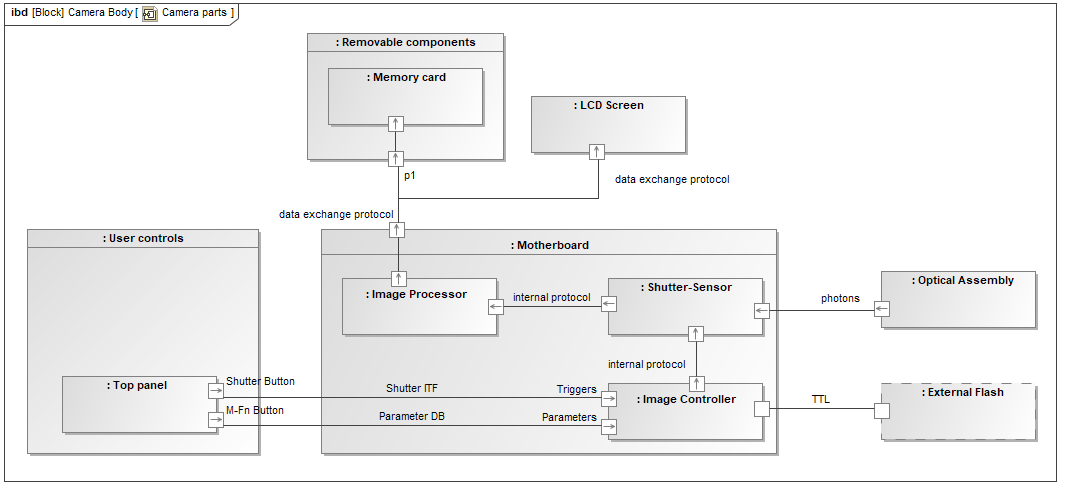 ibd [Block] Camera Body [ Camera parts ]
: Removable components
: Memory card
: LCD Screen
p1
data exchange protocol
data exchange protocol
: User controls
: Motherboard
: Image Processor
internal protocol
: Shutter-Sensor
photons
: Optical Assembly
internal protocol
: Top panel
Shutter Button
Shutter ITF
Triggers
M-Fn Button
Parameter DB
Parameters
: Image Controller
TTL
: External Flash